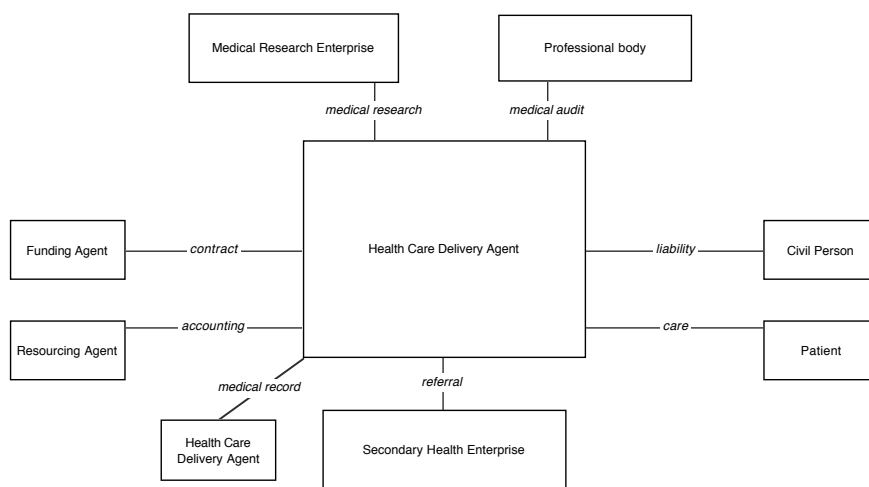 Medical Research Enterprise
Professional body
medical research
medical audit
Funding Agent
contract
Health Care Delivery Agent
liability
Civil Person
Resourcing Agent
accounting
care
Patient
medical record
referral
Health Care
Delivery Agent
Secondary Health Enterprise